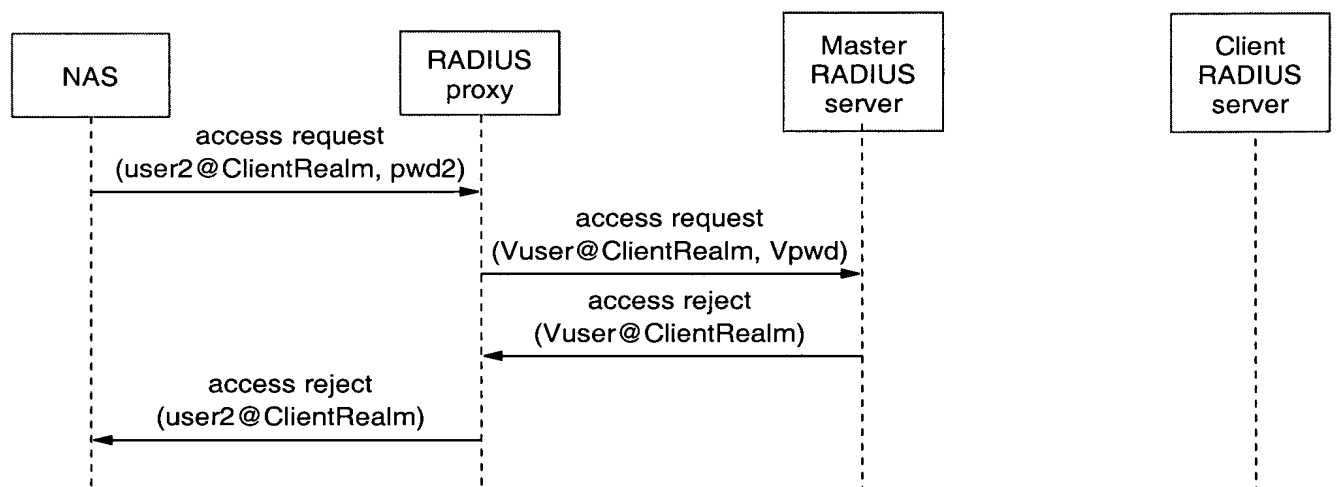 NAS
RADIUS
proxy
Master
RADIUS
server
Client
RADIUS
server
access request
(user2@ClientRealm, pwd2)
access request
(Vuser@ClientRealm, Vpwd)
access reject
(Vuser@ClientRealm)
access reject
(user2@ClientRealm)